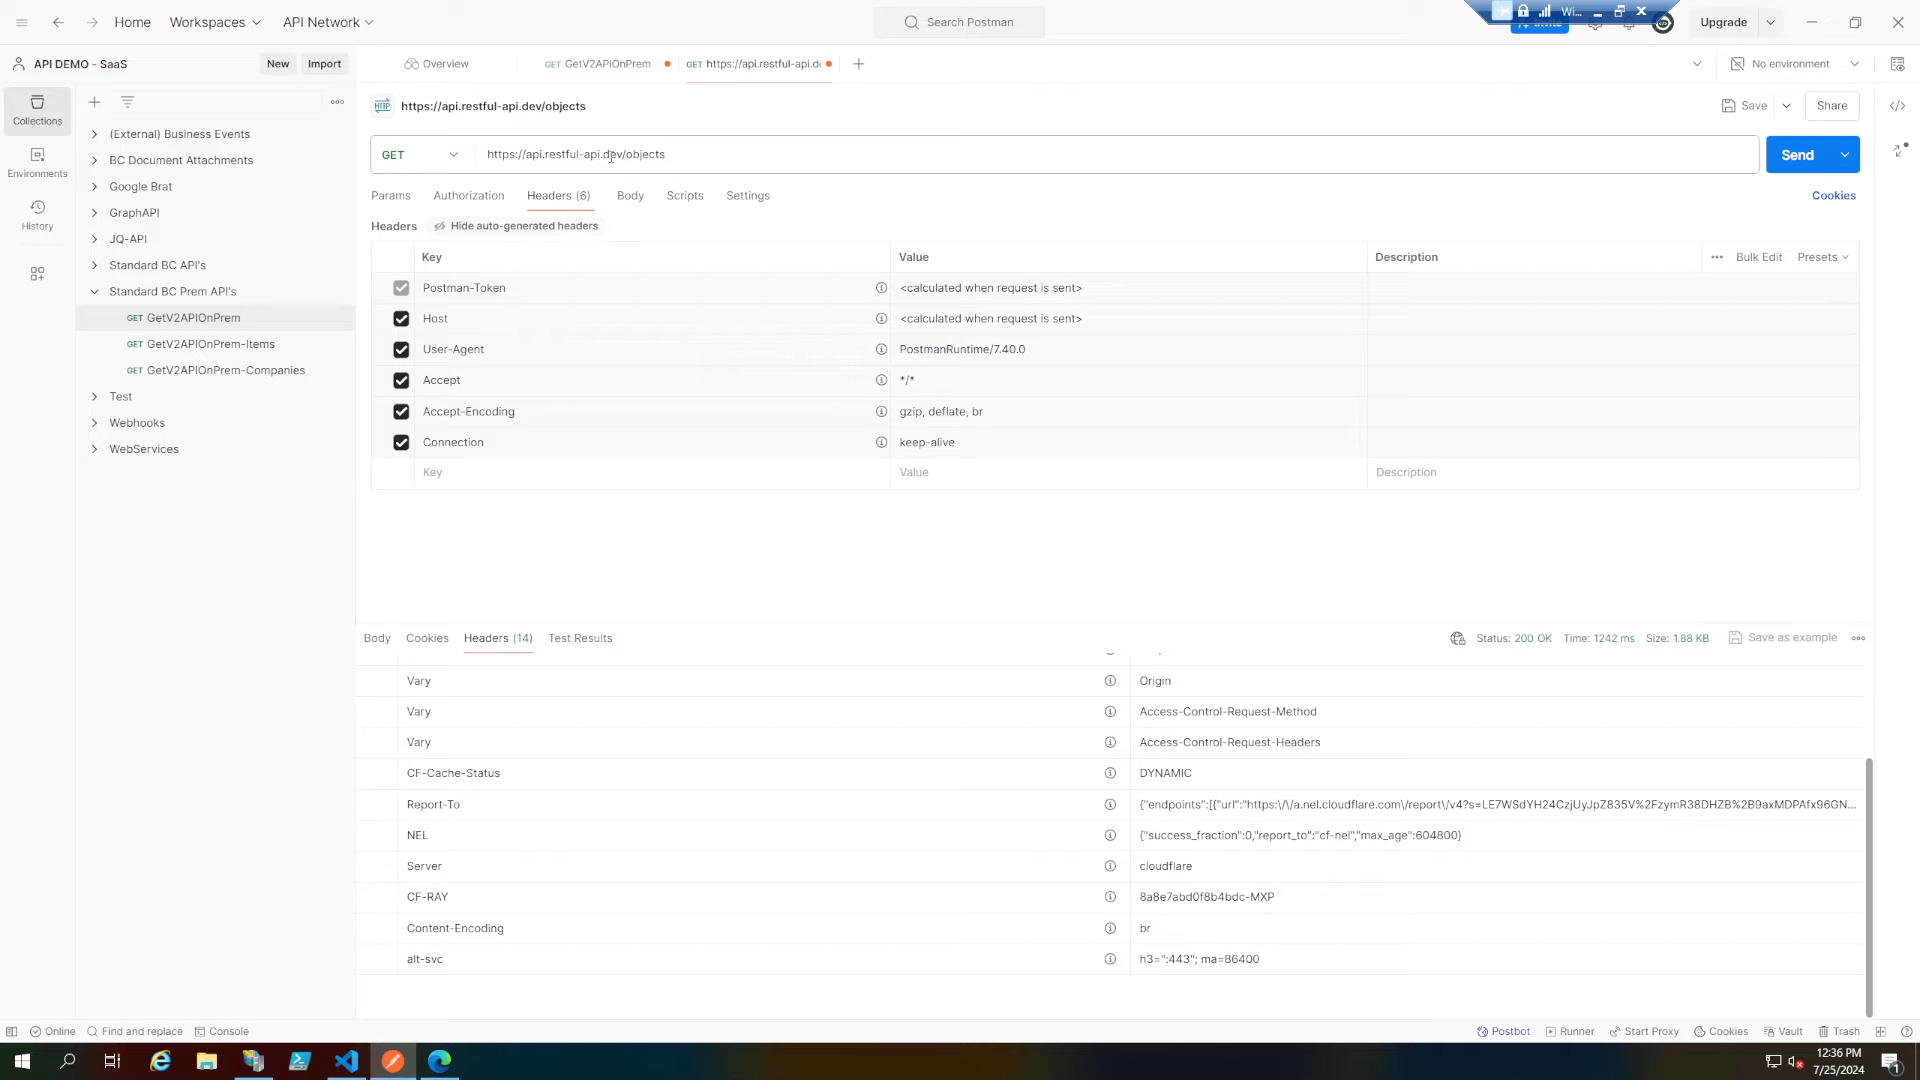 Home
Workspaces
API Network
Search Postman
Wi...
Invite
Upgrade
API DEMO - SaaS
New
Import
Overview
GET GetV2APIOnPrem
GET https://api.restful-api.d
No environment
Collections
Environments
History
(External) Business Events
BC Document Attachments
Google Brat
GraphAPI
JQ-API
Standard BC API's
Standard BC Prem API's
GET GetV2APIOnPrem
GET GetV2APIOnPrem-Items
GET GetV2APIOnPrem-Companies
Test
Webhooks
WebServices
HTTP https://api.restful-api.dev/objects
Save
Share
GET
https://api.restful-api.dev/objects
Send
Params
Authorization
Headers (6)
Body
Scripts
Settings
Cookies
Headers
Hide auto-generated headers
Key
Value
Description
Bulk Edit
Presets
Postman-Token
<calculated when request is sent>
Host
<calculated when request is sent>
User-Agent
PostmanRuntime/7.40.0
Accept
*/*
Accept-Encoding
gzip, deflate, br
Connection
keep-alive
Key
Value
Description
Body
Cookies
Headers (14)
Test Results
Status: 200 OK
Time: 1242 ms
Size: 1.88 KB
Save as example
Vary
Origin
Vary
Access-Control-Request-Method
Vary
Access-Control-Request-Headers
CF-Cache-Status
DYNAMIC
Report-To
{"endpoints":[{"url":"https:\/\/a.nel.cloudflare.com\/report\/v4?s=LE7WSdYH24CzjUyJpZ835V%2FzymR38DHZB%2B9axMDPAfx96GN...
NEL
{"success_fraction":0,"report_to":"cf-nel","max_age":604800}
Server
cloudflare
CF-RAY
8a8e7abd0f8b4bdc-MXP
Content-Encoding
br
alt-svc
h3=":443"; ma=86400
Online
Find and replace
Console
Postbot
Runner
Start Proxy
Cookies
Vault
Trash
12:36 PM
7/25/2024
1